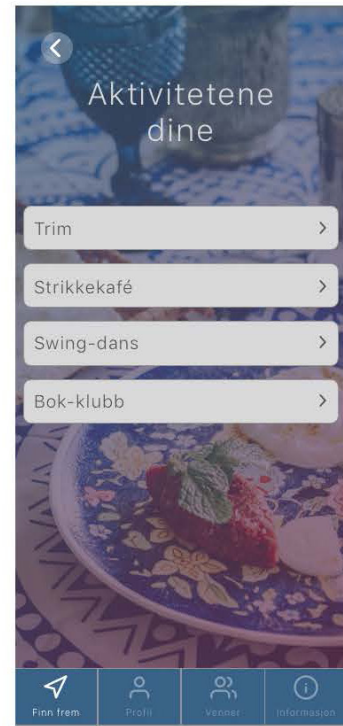 Aktivitetene
dine
Trim
Strikkekafé
Swing-dans
Bok-klubb
Finn frem
Profil
Venner
Informasjon